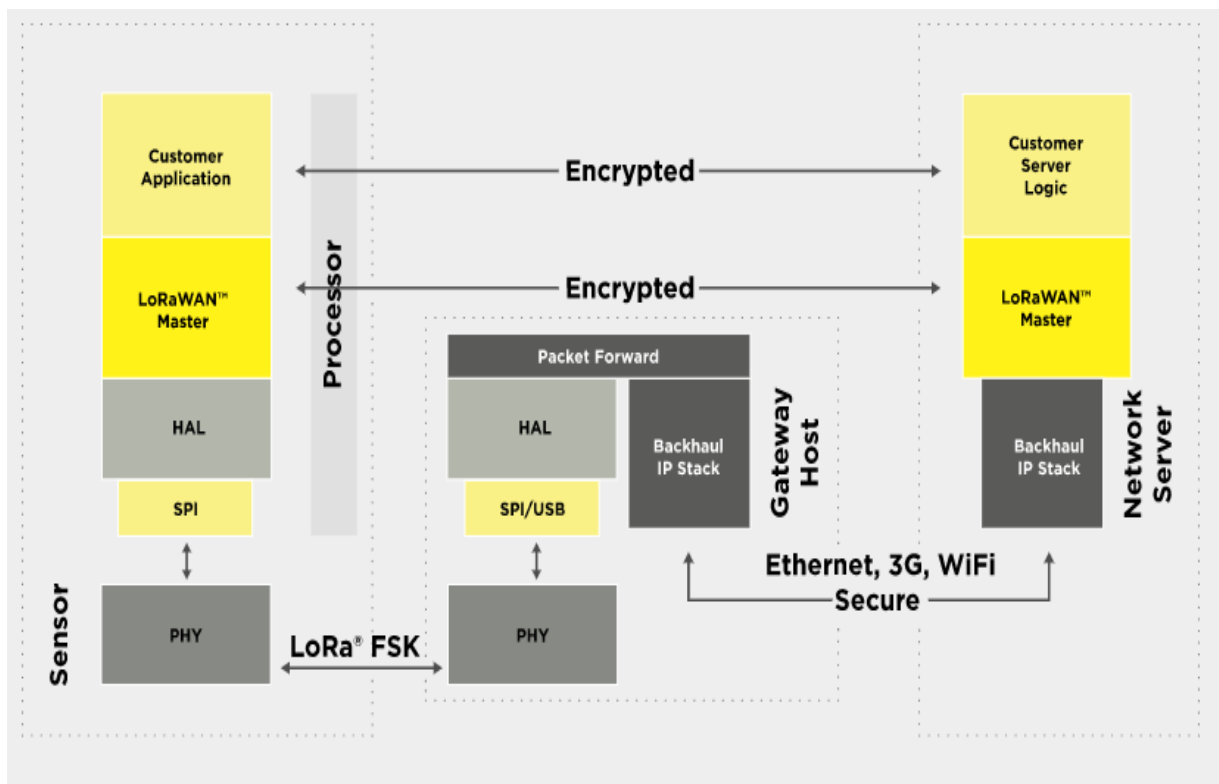 Customer
Application
LoRaWAN™
Master
HAL
SPI
PHY
Sensor
Processor
Encrypted
Encrypted
LoRa® FSK
Packet Forward
HAL
SPI/USB
PHY
Backhaul
IP Stack
Gateway
Host
Ethernet, 3G, WiFi
Secure
Customer
Server
Logic
LoRaWAN™
Master
Backhaul
IP Stack
Network
Server